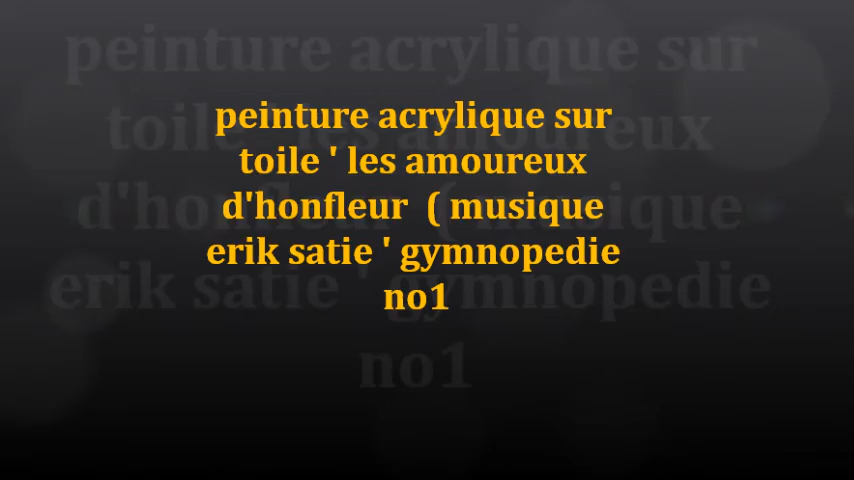 peinture acrylique sur
toile ' les amoureux
d'honfleur  ( musique
erik satie ' gymnopedie
no1